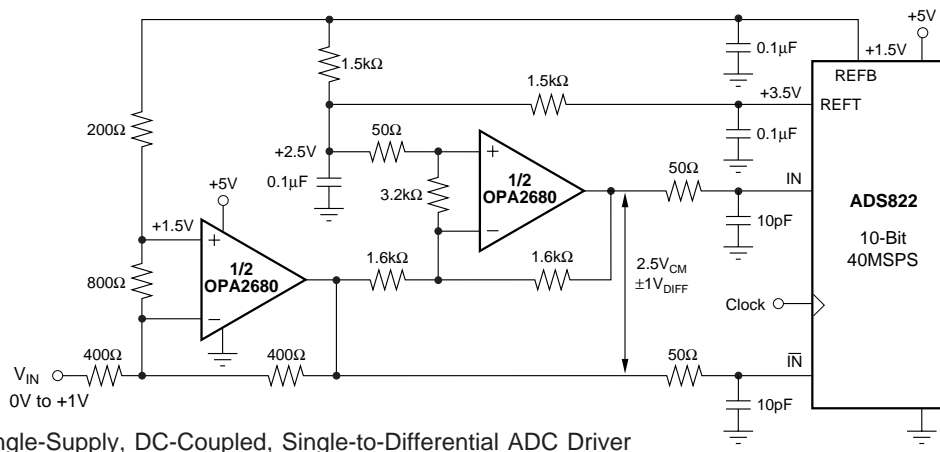 +5V
0.1µF
+1.5V
1.5kΩ
REFB
1.5kΩ
+3.5V
REFT
200Ω
50Ω
0.1µF
+2.5V
+
0.1µF
1/2
OPA2680
3.2kΩ
−
50Ω
IN
ADS822
10-Bit
40MSPS
+5V
+1.5V
+
1/2
OPA2680
−
800Ω
1.6kΩ
1.6kΩ
10pF
2.5VCM
±1VDIFF
Clock
400Ω
400Ω
50Ω
IN
VIN
0V to +1V
10pF
ngle-Supply, DC-Coupled, Single-to-Differential ADC Driver